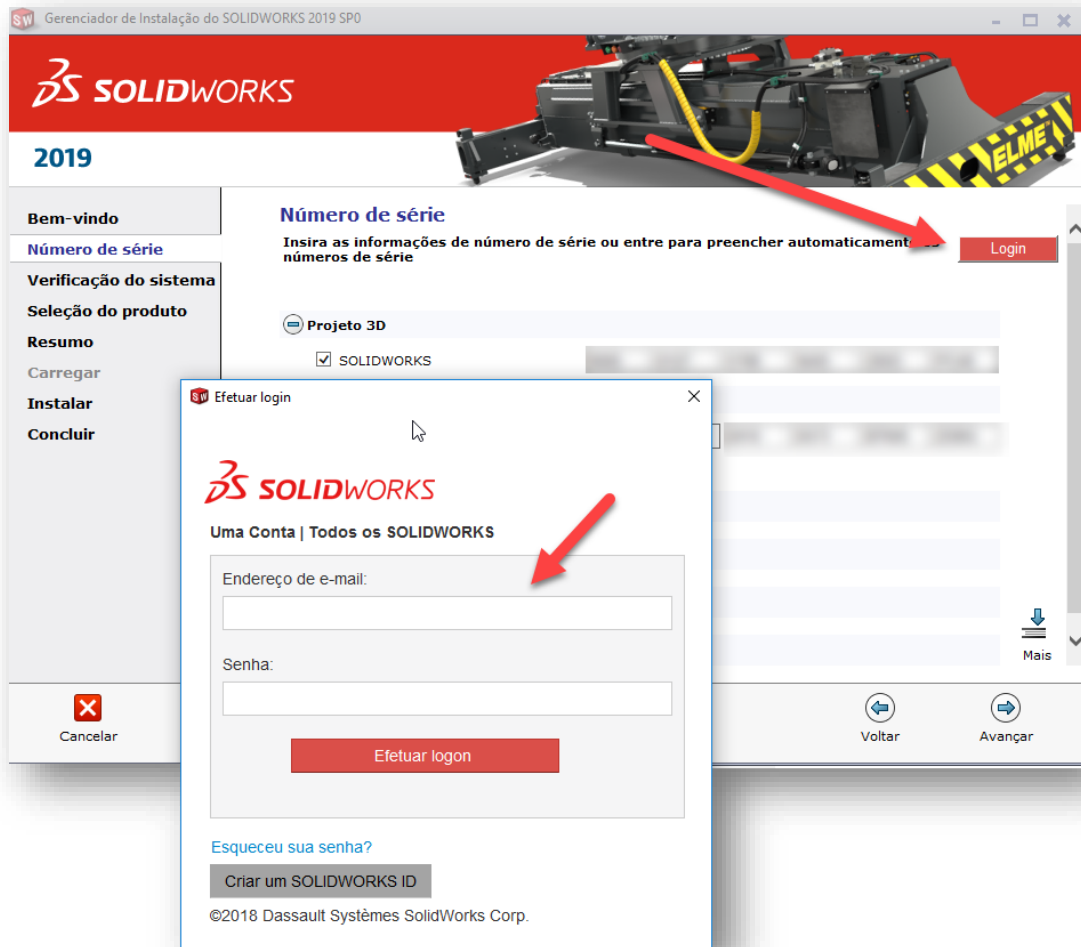 Gerenciador de Instalação do SOLIDWORKS 2019 SP0
SOLIDWORKS
2019
ELME
Bem-vindo
Número de série
Verificação do sistema
Seleção do produto
Resumo
Carregar
Instalar
Concluir
Número de série
Insira as informações de número de série ou entre para preencher automaticamente
números de série
Login
Projeto 3D
SOLIDWORKS
Efetuar login
SOLIDWORKS
Uma Conta | Todos os SOLIDWORKS
Endereço de e-mail:
Senha:
Efetuar logon
Esqueceu sua senha?
Criar um SOLIDWORKS ID
©2018 Dassault Systèmes SolidWorks Corp.
Mais
Cancelar
Voltar
Avançar